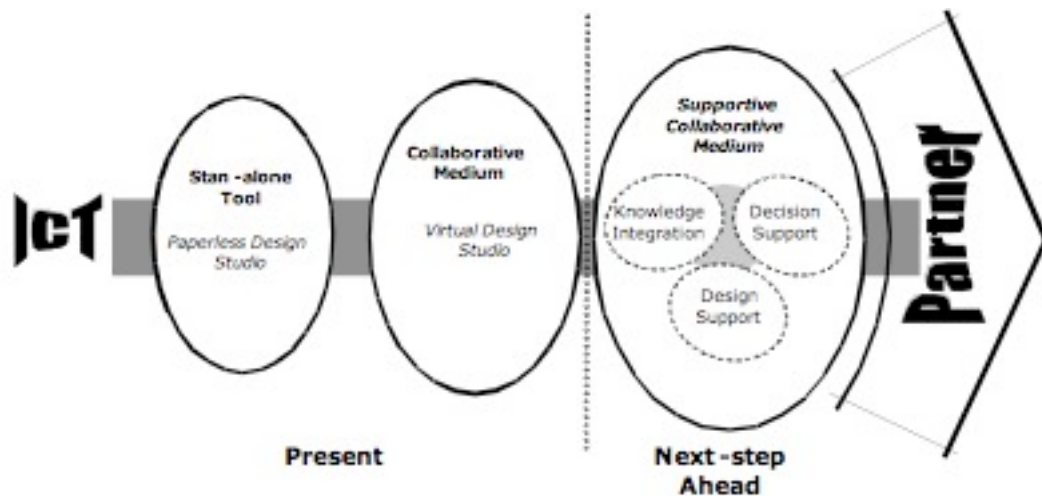 ICT
Stan -alone
Tool
Paperless Design
Studio
Collaborative
Medium
Virtual Design
Studio
Supportive
Collaborative
Medium
Knowledge
Integration
Decision
Support
Design
Support
Partner
Present
Next -step
Ahead